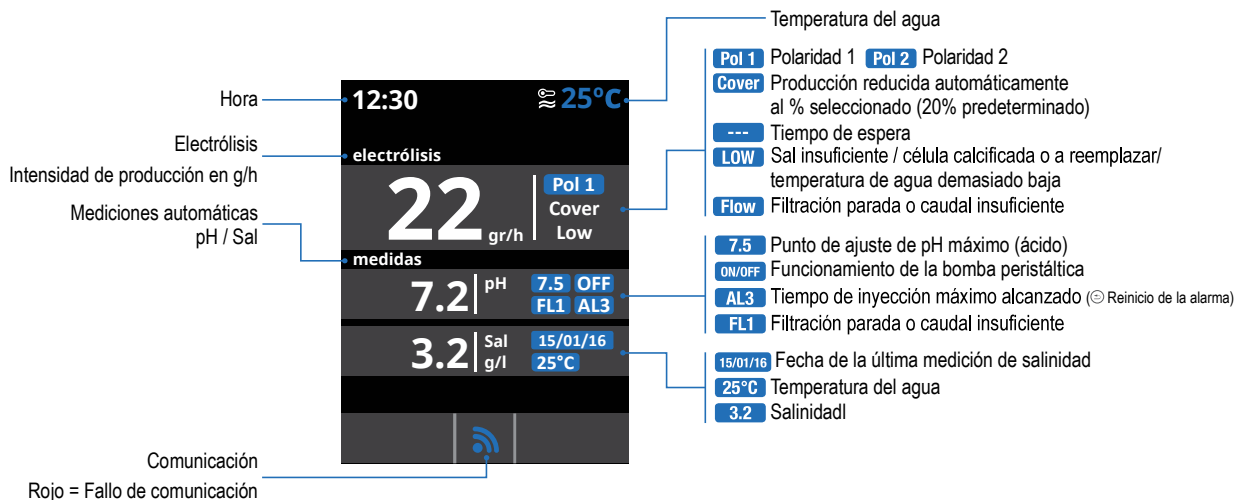 Hora
Electrólisis
Intensidad de producción en g/h
Mediciones automáticas
pH / Sal
Comunicación
Rojo = Fallo de comunicación
12:30
25ºC
electrólisis
22 gr/h
Pol 1
Cover
Low
medidas
7.2 pH 7.5 OFF
FL1 AL3
3.2 Sal 15/01/16
g/l 25°C
Temperatura del agua
Pol 1 Polaridad 1 Pol 2 Polaridad 2
Cover Producción reducida automáticamente
al % seleccionado (20% predeterminado)
--- Tiempo de espera
LOW Sal insuficiente / célula calcificada o a reemplazar/
temperatura de agua demasiado baja
Flow Filtración parada o caudal insuficiente
7.5 Punto de ajuste de pH máximo (ácido)
ON/OFF Funcionamiento de la bomba peristáltica
AL3 Tiempo de inyección máximo alcanzado (㊀ Reinicio de la alarma)
FL1 Filtración parada o caudal insuficiente
15/01/16 Fecha de la última medición de salinidad
25°C Temperatura del agua
3.2 Salinidadl